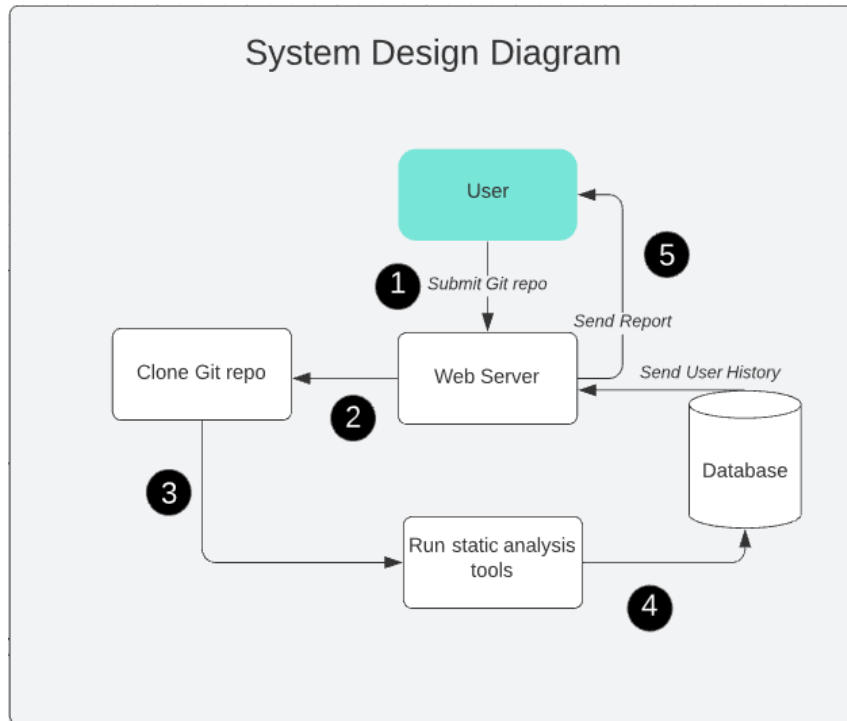 System Design Diagram
User
1
Submit Git repo
5
Send Report
Clone Git repo
Web Server
Send User History
2
Database
3
Run static analysis
tools
4